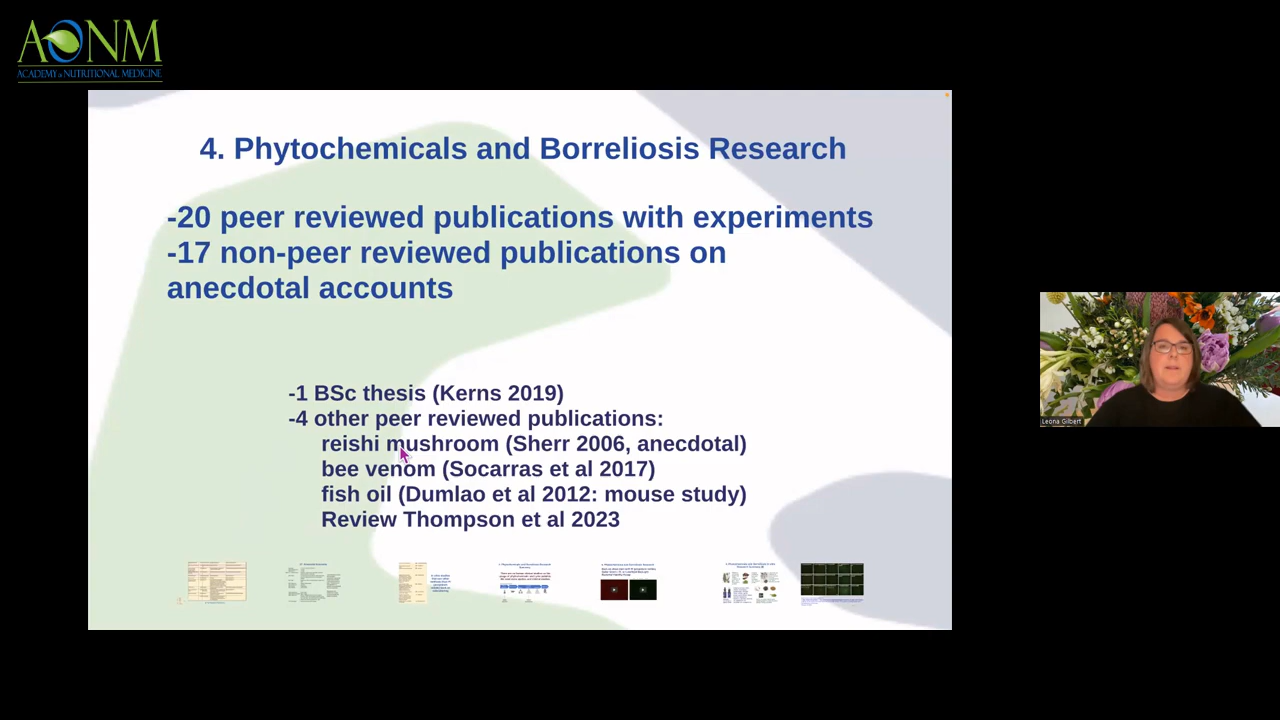 AONM
ACADEMY of NUTRITIONAL MEDICINE
4. Phytochemicals and Borreliosis Research
-20 peer reviewed publications with experiments
-17 non-peer reviewed publications on
anecdotal accounts
-1 BSc thesis (Kerns 2019)
-4 other peer reviewed publications:
reishi mushroom (Sherr 2006, anecdotal)
bee venom (Socarras et al 2017)
fish oil (Dumlao et al 2012: mouse study)
Review Thompson et al 2023
Leona Gilbert